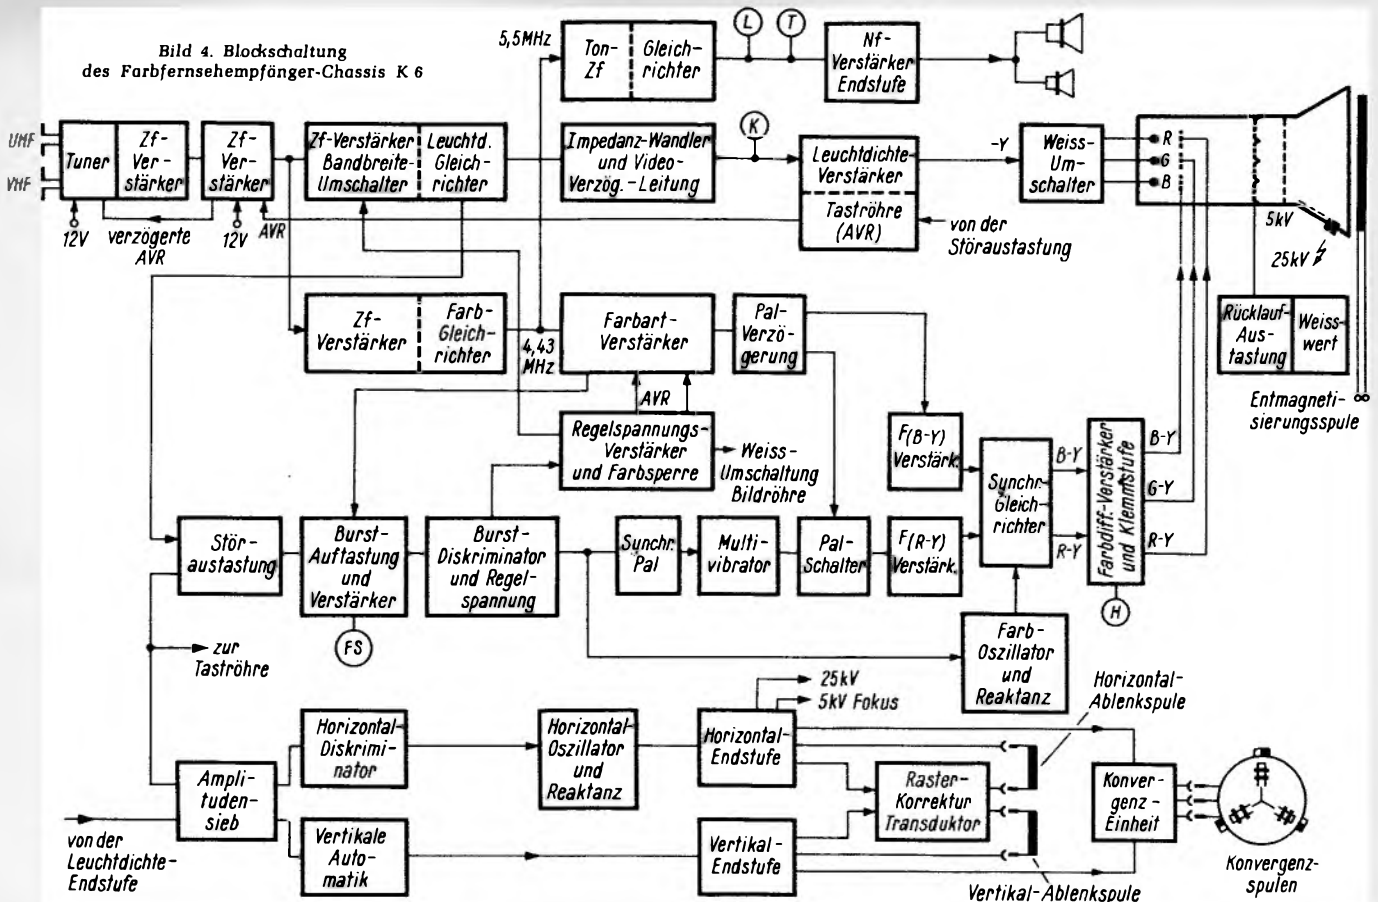 Bild 4. Blockschaltung
des Farbfernsehempfänger-Chassis K 6
5,5MHz
Ton-
Zf
Gleich-
richter
L
T
Nf-
Verstärker
Endstufe
UHF
VHF
Tuner
Zf-
Ver-
stärker
Zf-
Ver-
stärker
Zf-Verstärker
Bandbreite-
Umschalter
Leuchtd.
Gleich-
richter
Impedanz-Wandler
und Video-
Verzög.-Leitung
K
Leuchtdichte-
Verstärker
Taströhre
(AVR)
-Y
Weiss-
Um-
schalter
R
G
B
5kV
25kV
12V
verzögerte
AVR
12V
AVR
von der
Störaustastung
Zf-
Verstärker
Farb-
Gleich-
richter
4,43
MHz
Farbart-
Verstärker
Pal-
Verzö-
gerung
Rücklauf-
Aus-
tastung
Weiss-
wert
Entmagneti-
sierungsspule
AVR
Regelspannungs-
Verstärker
und Farbsperre
Weiss-
Umschaltung
Bildröhre
F(B-Y)
Verstärk.
Synchr.
Gleich-
richter
B-Y
R-Y
Farbdiff.-Verstärker
und Klemmstufe
B-Y
G-Y
R-Y
H
Stör-
austastung
Burst-
Auftastung
und
Verstärker
FS
Burst-
Diskriminator
und Regel-
spannung
Synchr.
Pal
Multi-
vibrator
Pal-
Schalter
F(R-Y)
Verstärk.
zur
Taströhre
Farb-
Oszillator
und
Reaktanz
25kV
5kV Fokus
Horizontal-
Ablenkspule
Horizontal-
Diskrimi-
nator
Horizontal-
Oszillator
und
Reaktanz
Horizontal-
Endstufe
Raster-
Korrektur
Transduktor
Konver-
genz-
Einheit
Ampli-
tuden-
sieb
von der
Leuchtdichte-
Endstufe
Vertikale
Auto-
matik
Vertikal-
Endstufe
Vertikal-Ablenkspule
Konvergenz-
spulen